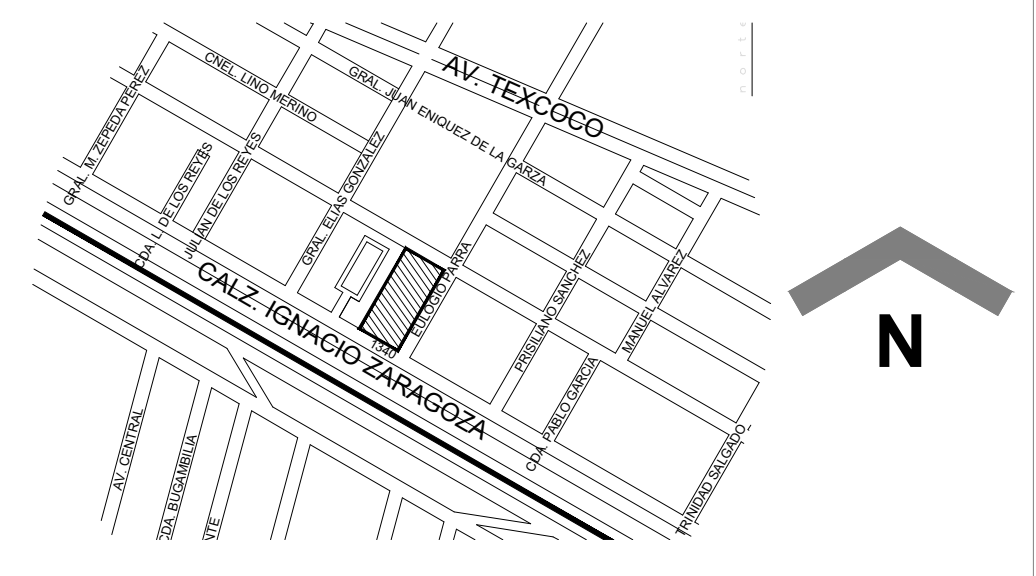 AV. TEXCOCO
CNEL. LINO MERINO
GRAL. JUAN ENIQUEZ DE LA GARZA
GRAL. M. ZEPEDA PEREZ
CDA. L. DE LOS REYES
JULIAN DE LOS REYES
GRAL. ELIAS GONZALEZ
EULOGIO PARRA
PRISILIANO SANCHEZ
MANUEL ALVAREZ
CALZ. IGNACIO ZARAGOZA
1340
N
CDA. PABLO GARCIA
TRINIDAD SALGADO
AV. CENTRAL
CDA. BUGAMBILIA
NTE